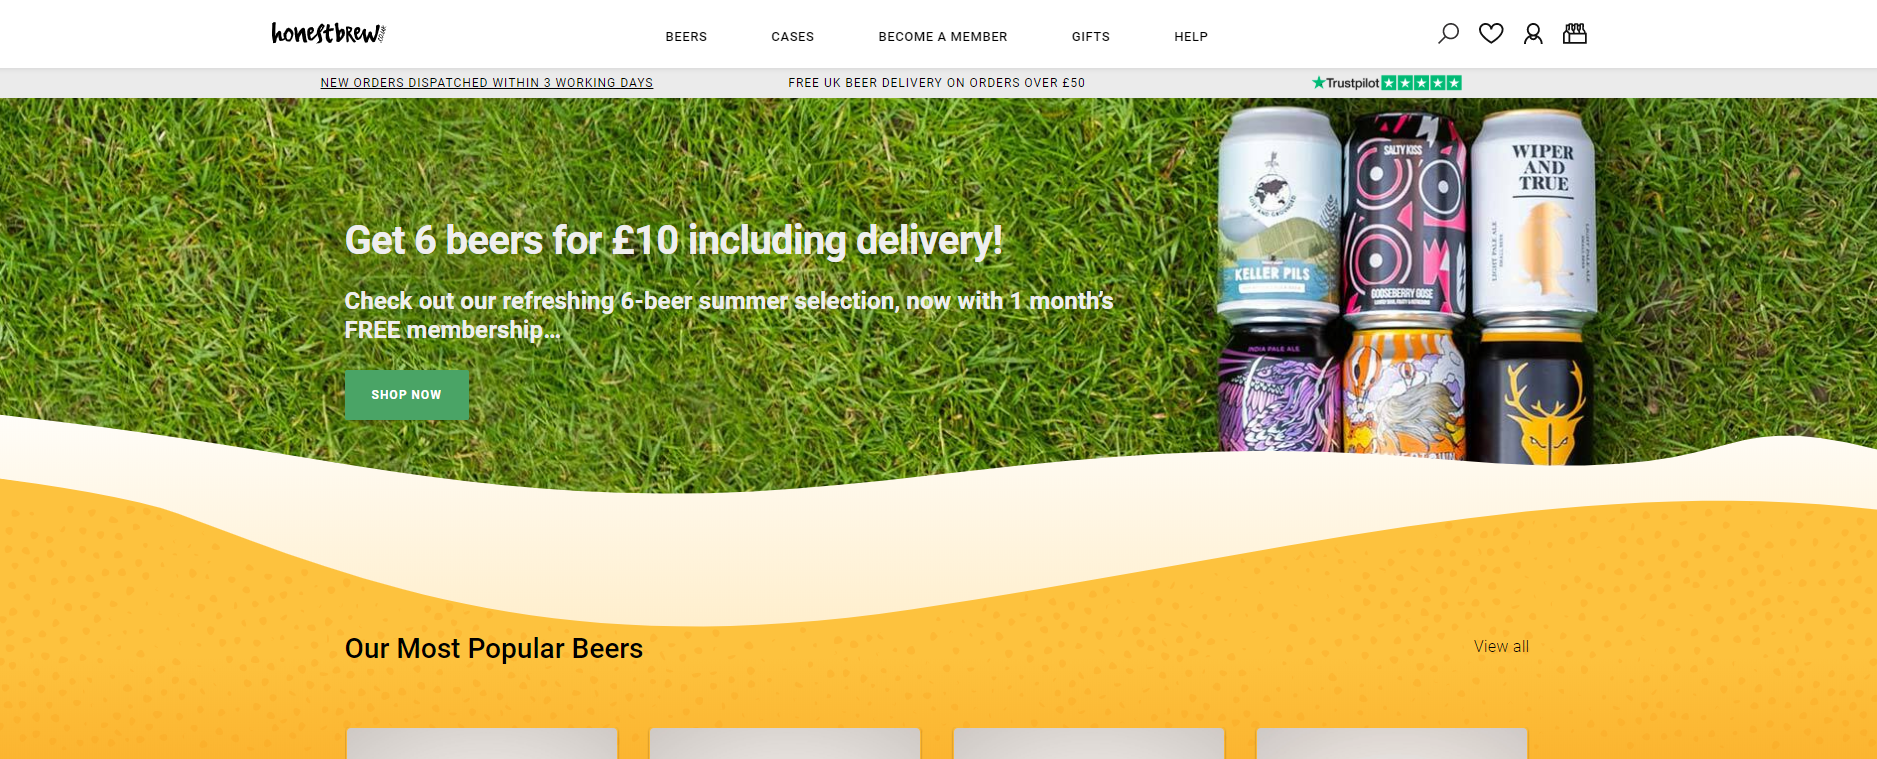 honestbrew
BEERS
CASES
BECOME A MEMBER
GIFTS
HELP
NEW ORDERS DISPATCHED WITHIN 3 WORKING DAYS
FREE UK BEER DELIVERY ON ORDERS OVER £50
Trustpilot
Get 6 beers for £10 including delivery!
Check out our refreshing 6-beer summer selection, now with 1 month's
FREE membership...
SHOP NOW
KELLER PILS
SALTY KISS
GOOSEBERRY GOSE
WIPER
AND
TRUE
LIGHT PALE ALE
INDIA PALE ALE
Our Most Popular Beers
View all